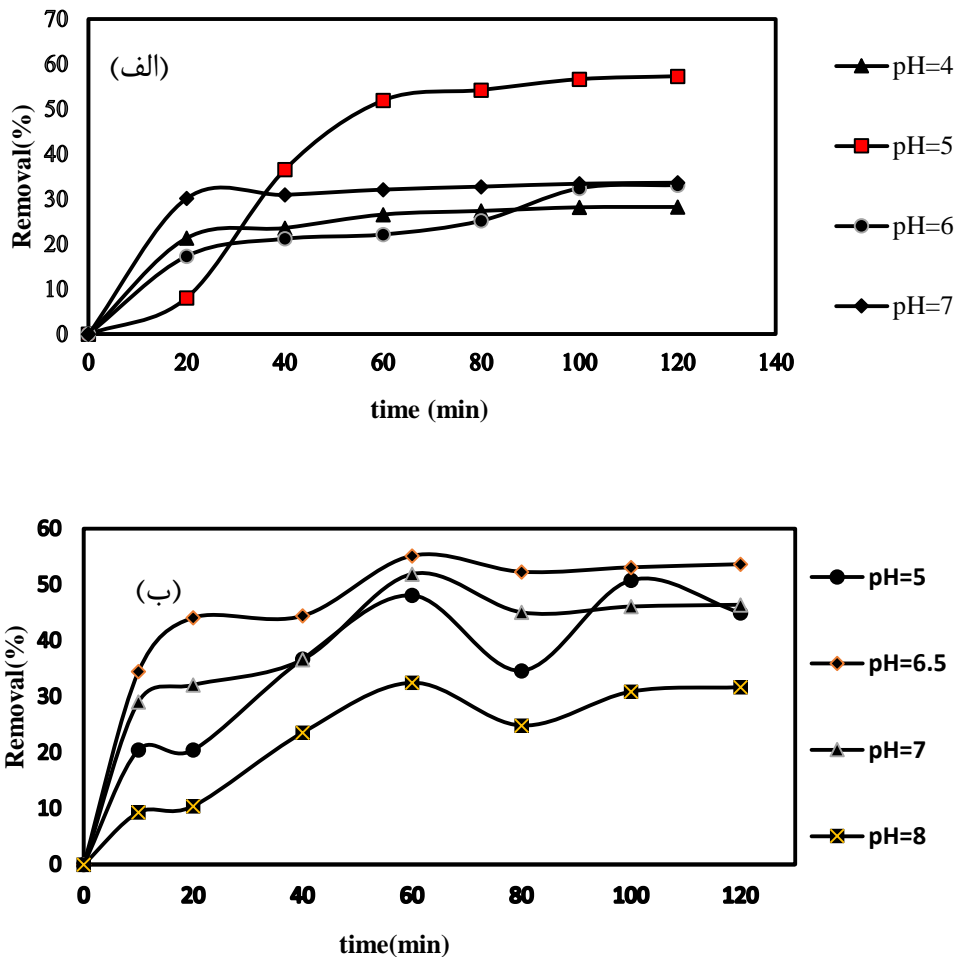 70
60
50
40
30
20
10
0
Removal(%)
(الف)
0 20 40 60 80 100 120 140
time (min)
pH=4
pH=5
pH=6
pH=7
60
50
40
30
20
10
0
Removal(%)
(ب)
0 20 40 60 80 100 120
time(min)
pH=5
pH=6.5
pH=7
pH=8